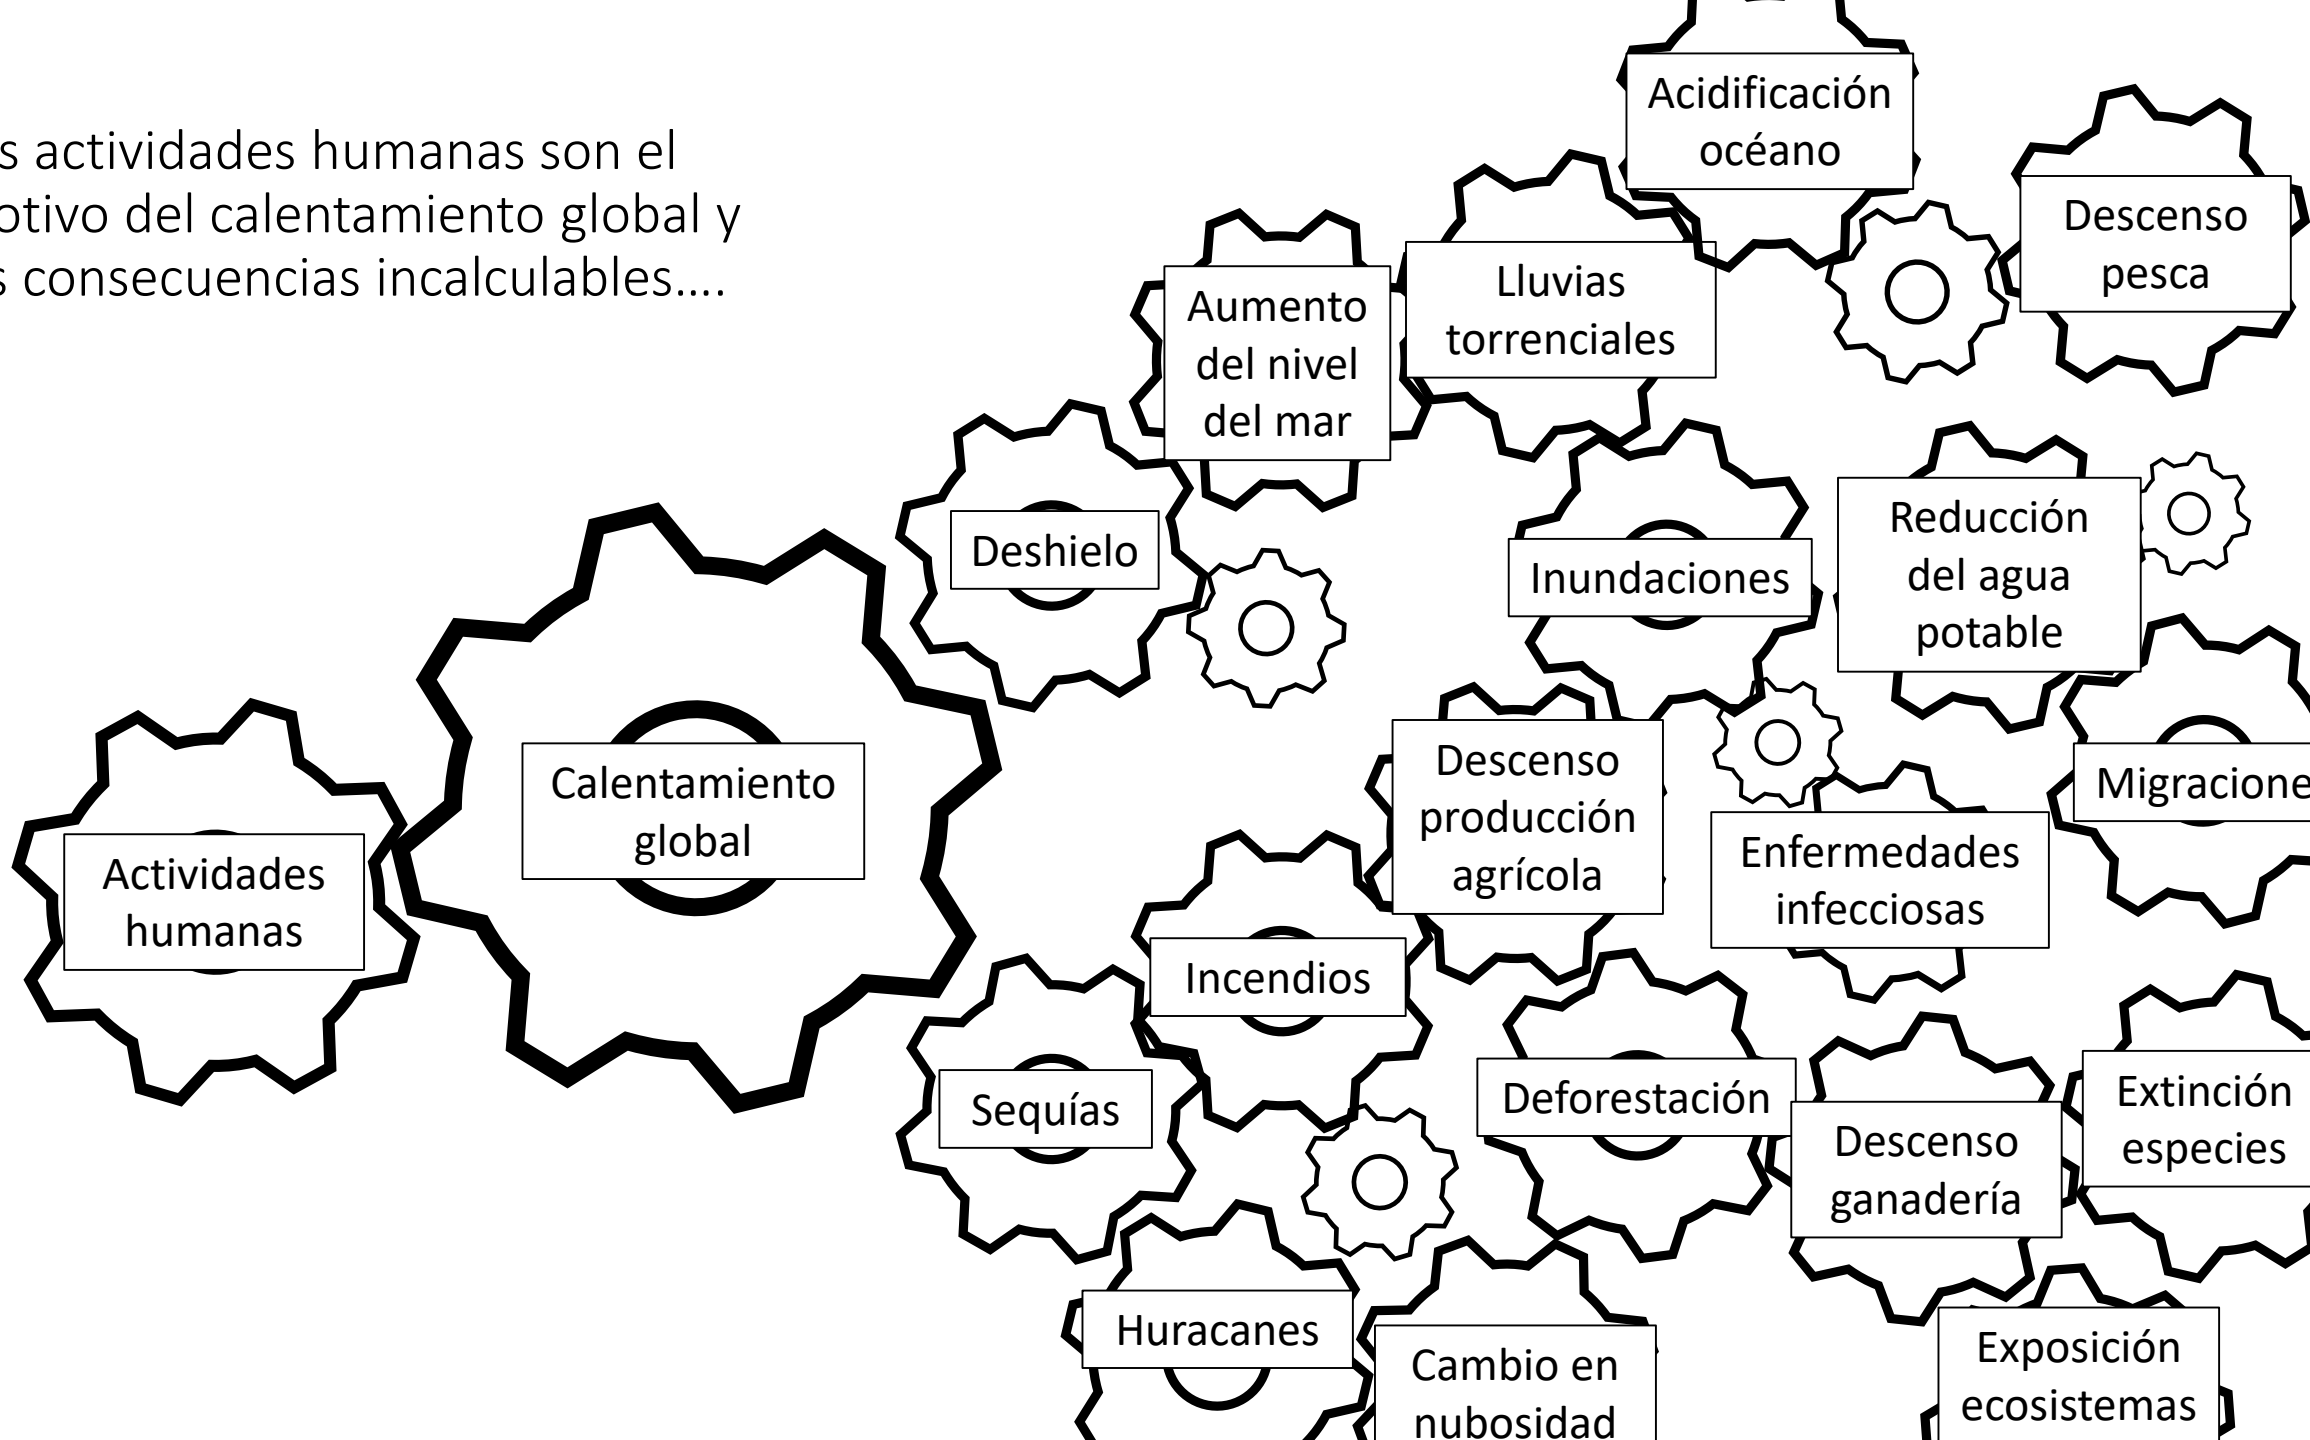 s actividades humanas son el
otivo del calentamiento global y
s consecuencias incalculables....
Acidificación
océano
Descenso
pesca
Lluvias
torrenciales
Aumento
del nivel
del mar
Deshielo
Inundaciones
Reducción
del agua
potable
Calentamiento
global
Actividades
humanas
Descenso
producción
agrícola
Migracione
Enfermedades
infecciosas
Incendios
Sequías
Deforestación
Descenso
ganadería
Extinción
especies
Huracanes
Cambio en
nubosidad
Exposición
ecosistemas